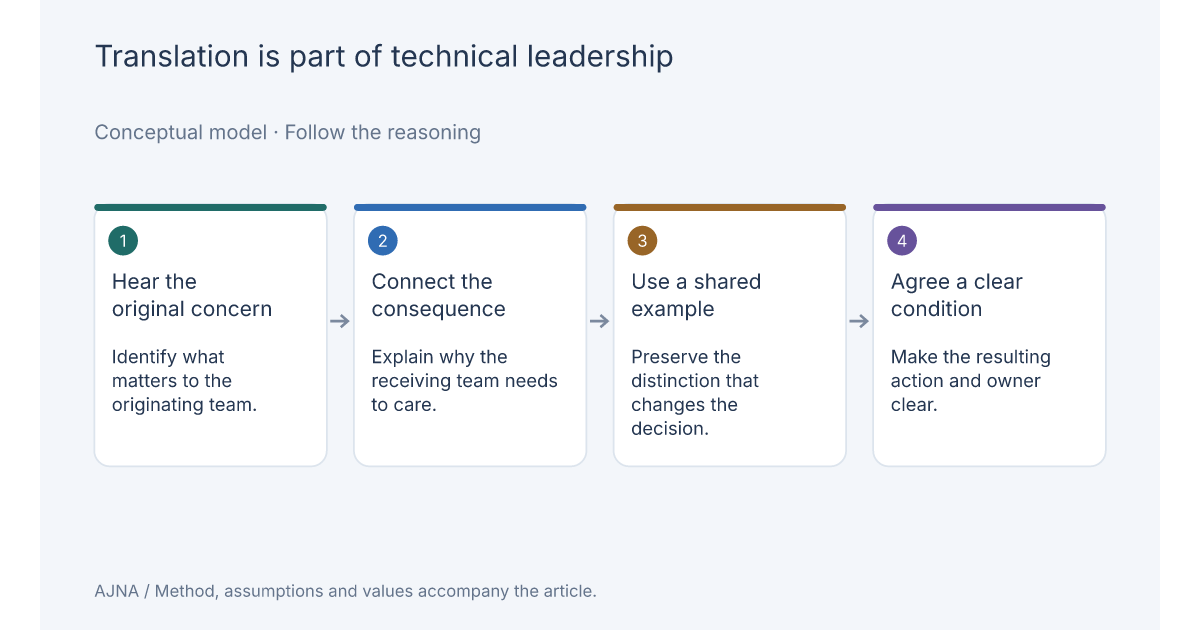 Translation is part of technical leadership
Conceptual model · Follow the reasoning
1
Hear the
original concern
Identify what
matters to the
originating team.
2
Connect the
consequence
Explain why the
receiving team needs
to care.
3
Use a shared
example
Preserve the
distinction that
changes the
decision.
4
Agree a clear
condition
Make the resulting
action and owner
clear.
AJNA / Method, assumptions and values accompany the article.